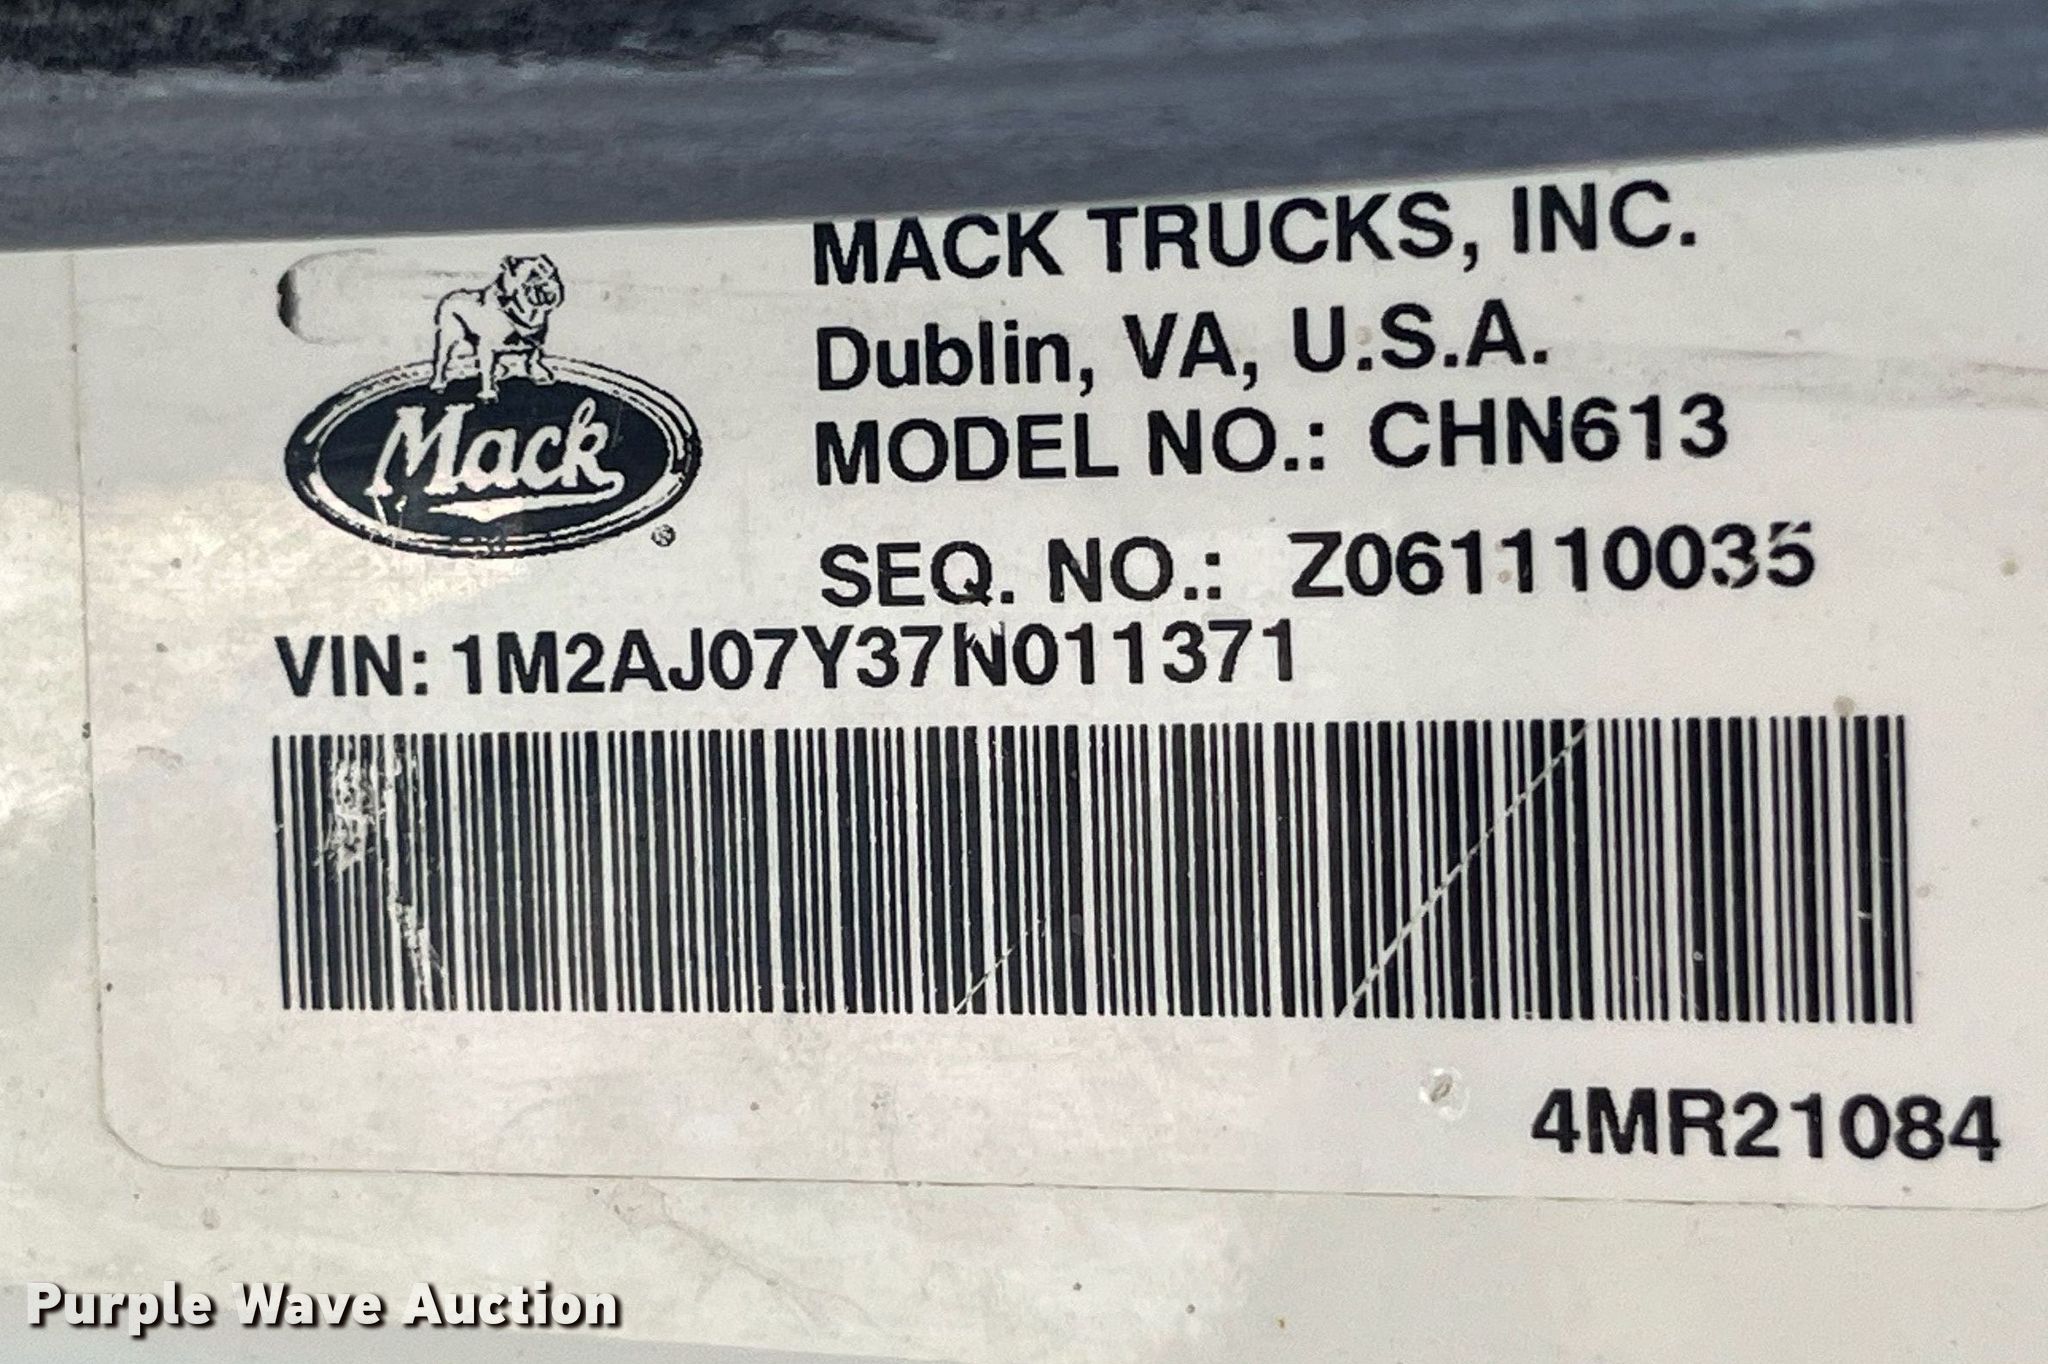 MACK TRUCKS, INC.
Dublin, VA, U.S.A.
Mack
®
MODEL NO.: CHN613
SEQ. NO.: Z061110035
VIN: 1M2AJ07Y37N011371
4MR21084
Purple Wave Auction